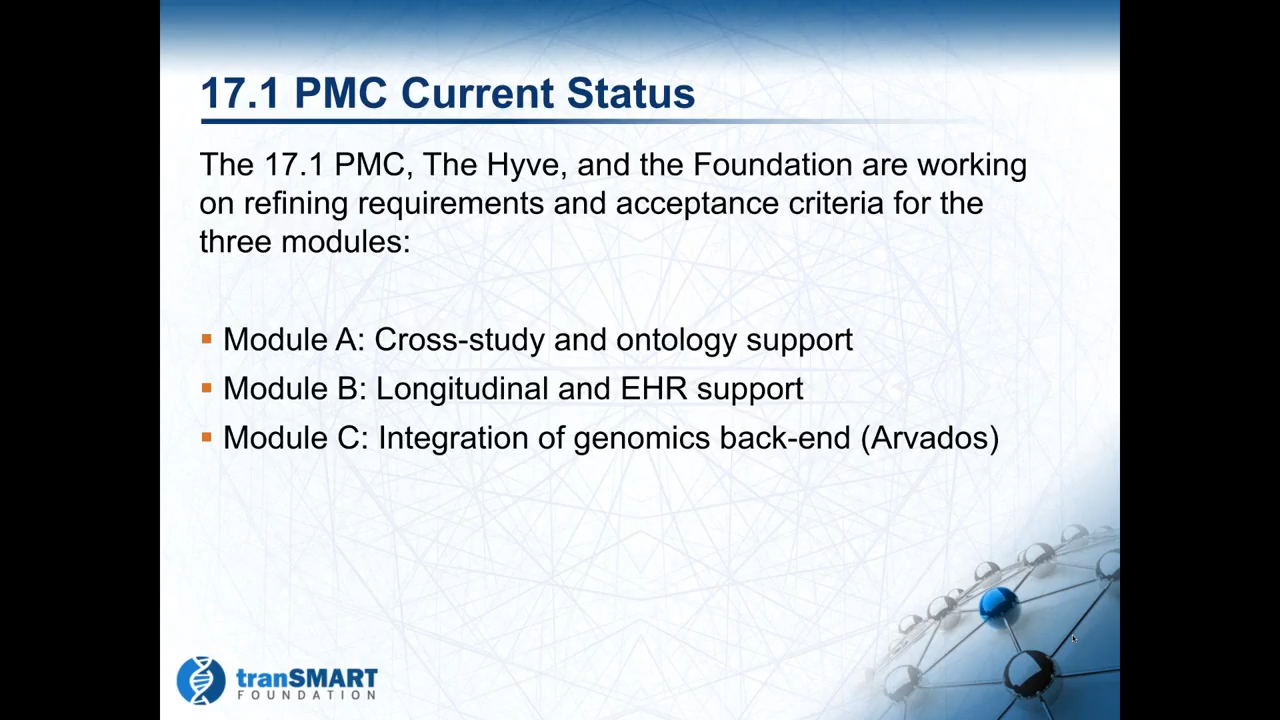 17.1 PMC Current Status
The 17.1 PMC, The Hyve, and the Foundation are working
on refining requirements and acceptance criteria for the
three modules:
Module A: Cross-study and ontology support
Module B: Longitudinal and EHR support
Module C: Integration of genomics back-end (Arvados)
tranSMART
FOUNDATION